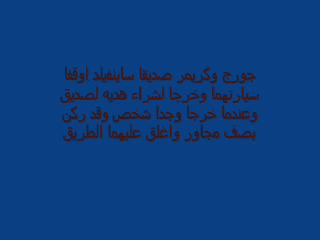 جورج وكريمر صديقا ساينفيلد أوقفا
سيارتهما وخرجا لشراء هديه لصديق
وعندما خرجا وجدا شخص وقد ركن
بصف مجاور وأغلق عليهما الطريق